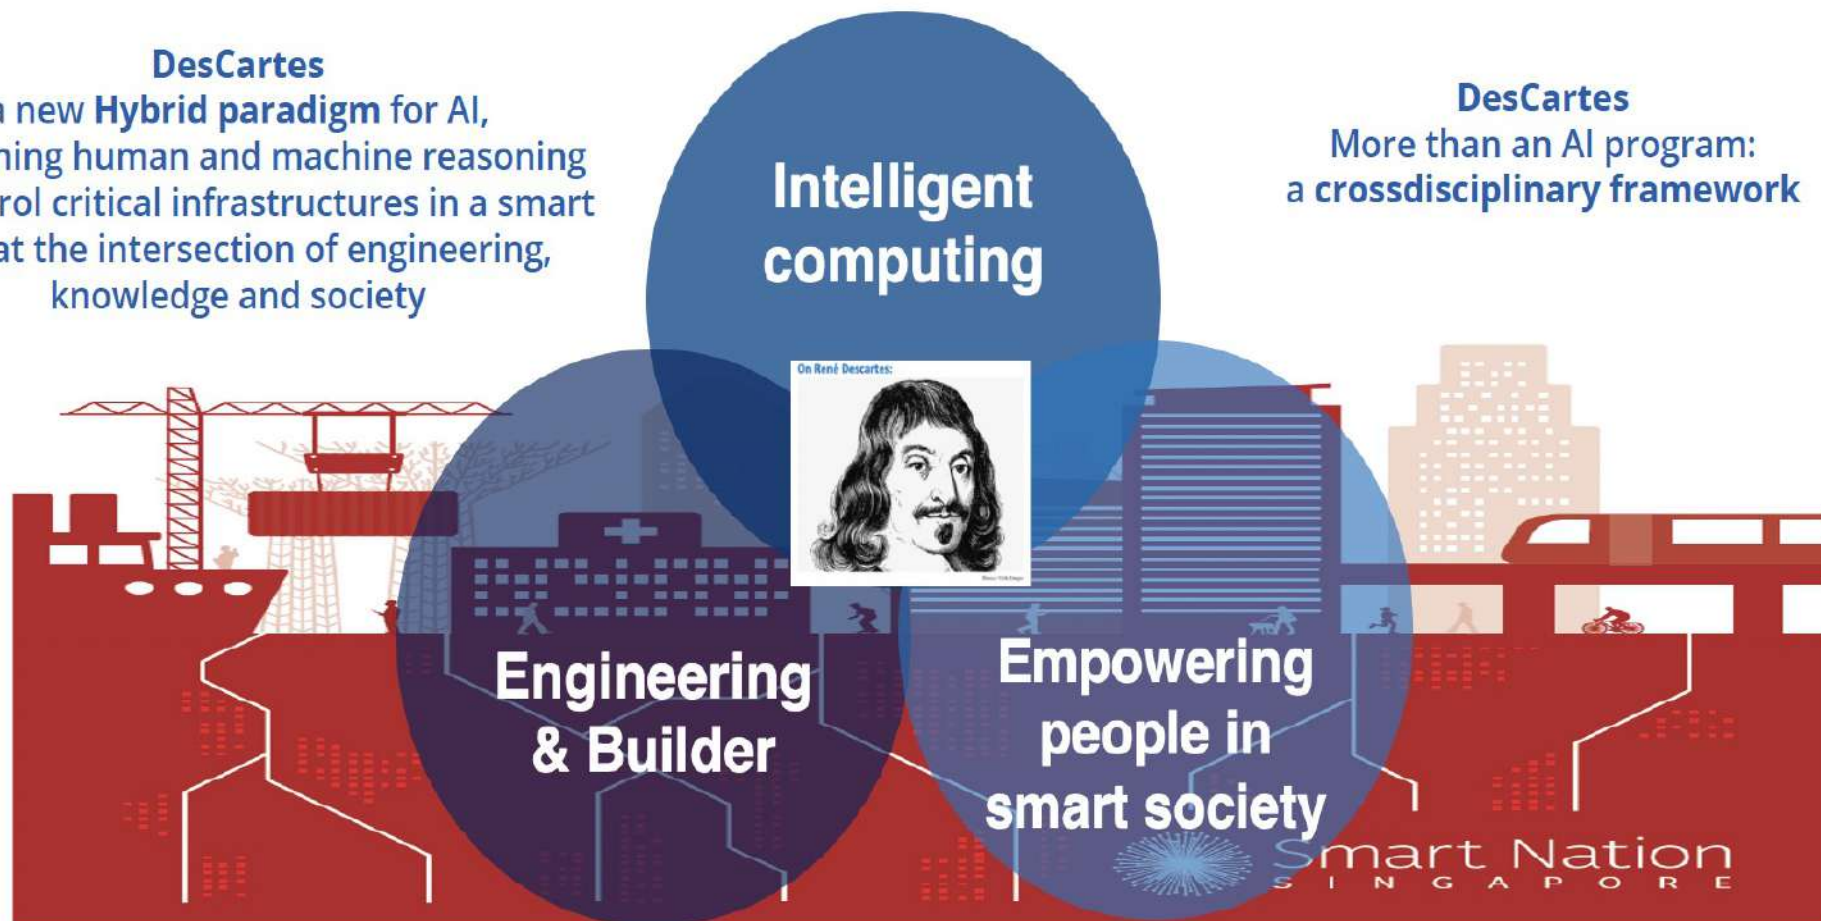 DesCartes
a new Hybrid paradigm for AI,
human and machine reasoning
critical infrastructures in a smart
at the intersection of engineering,
knowledge and society
DesCartes
More than an AI program:
a crossdisciplinary framework
Intelligent
computing
On René Descartes:
Engineering
& Builder
Empowering
people in
smart society
Smart Nation
SINGAPORE